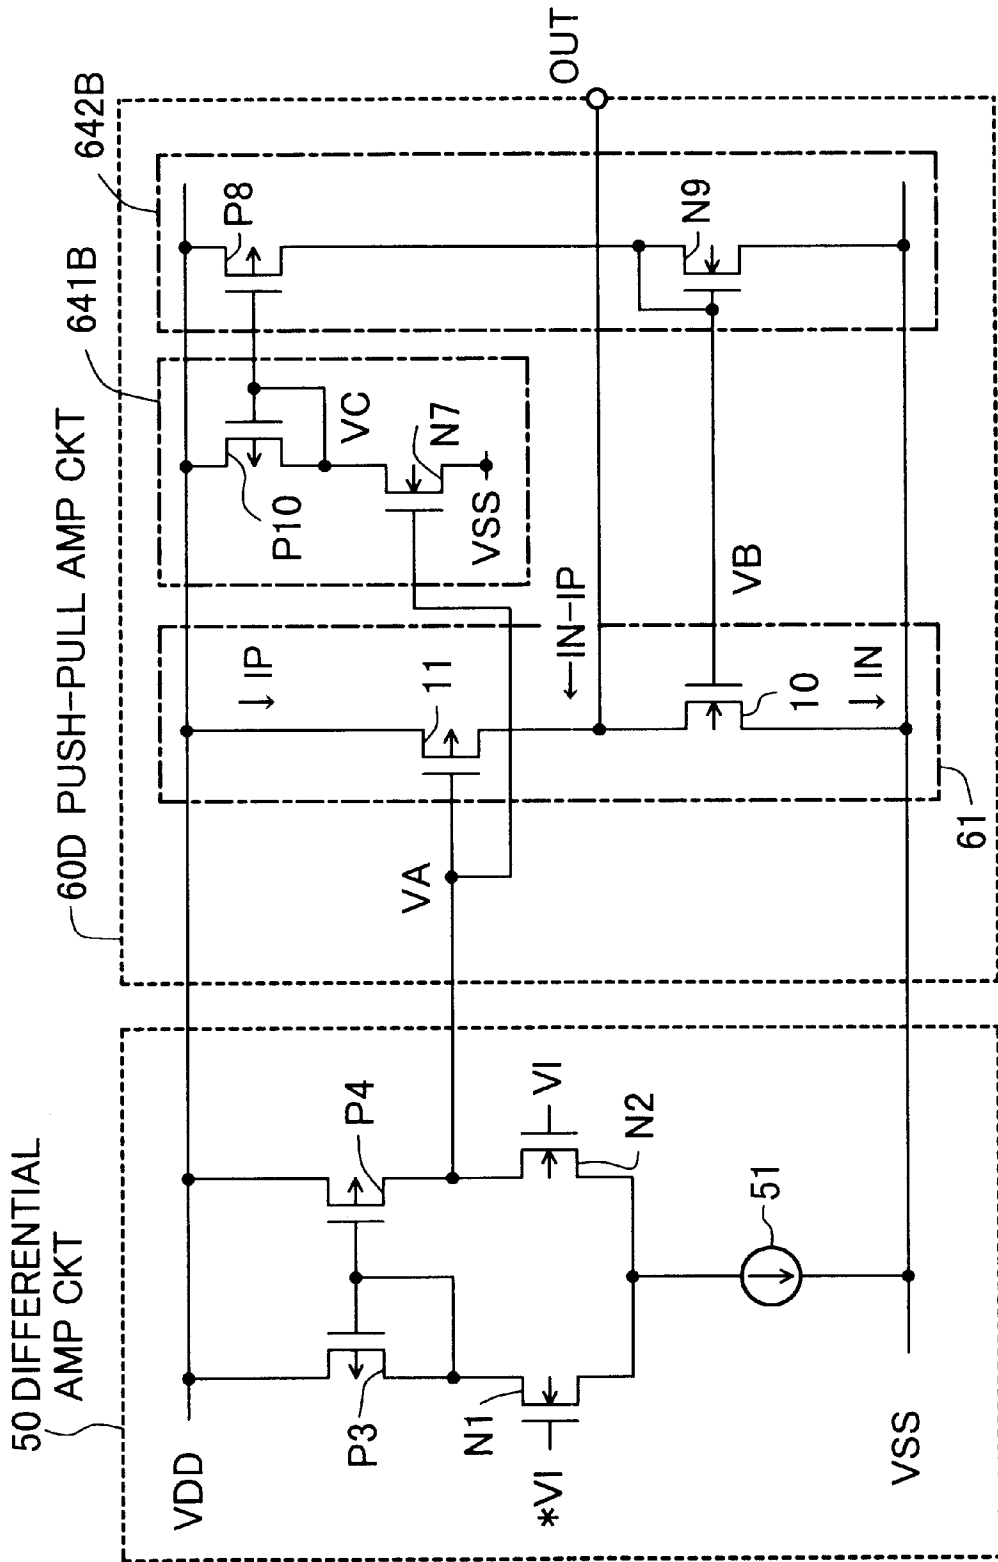 50 DIFFERENTIAL
AMP CKT
VDD
P3
P4
N1
*VI
VI
N2
51
VSS
60D PUSH-PULL AMP CKT
641B
642B
VA
↓ IP
11
←IN-IP
10
↓ IN
61
P10
VC
N7
VSS
VB
P8
N9
OUT